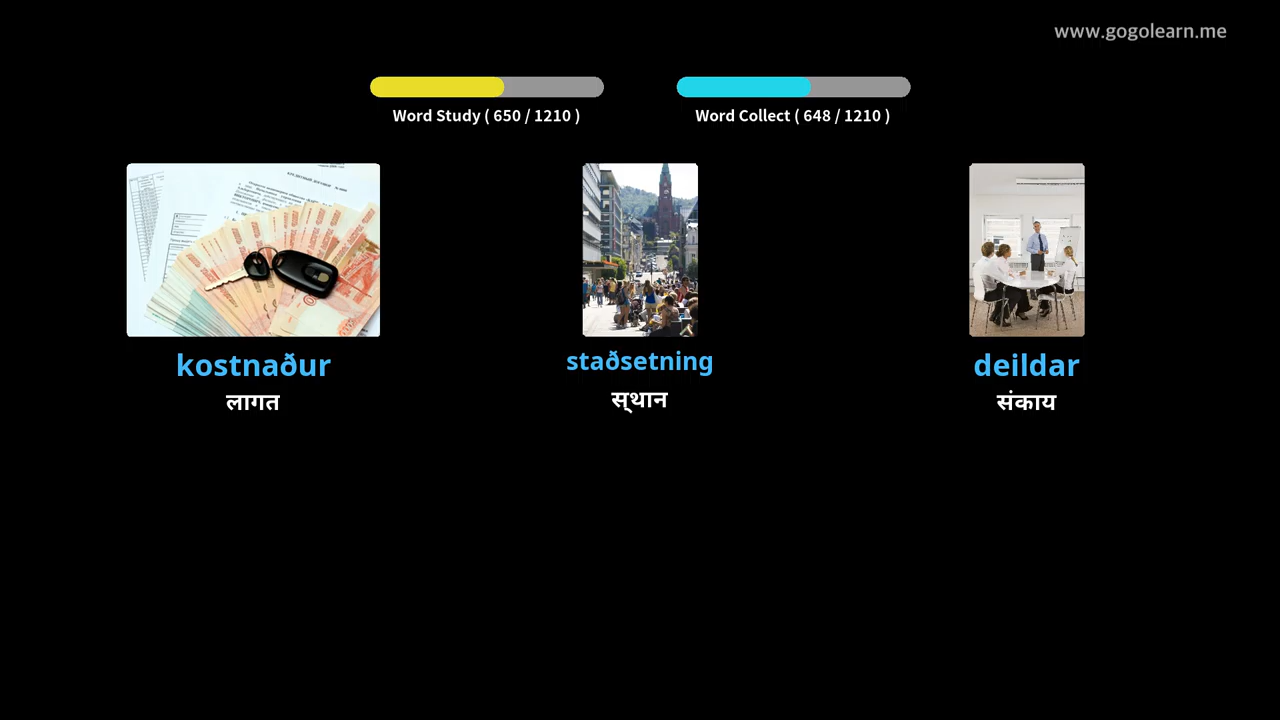 www.gogolearn.me
Word Study ( 650 / 1210 )
Word Collect ( 648 / 1210 )
kostnaður
staðsetning
deildar
लागत
स्थान
संकाय